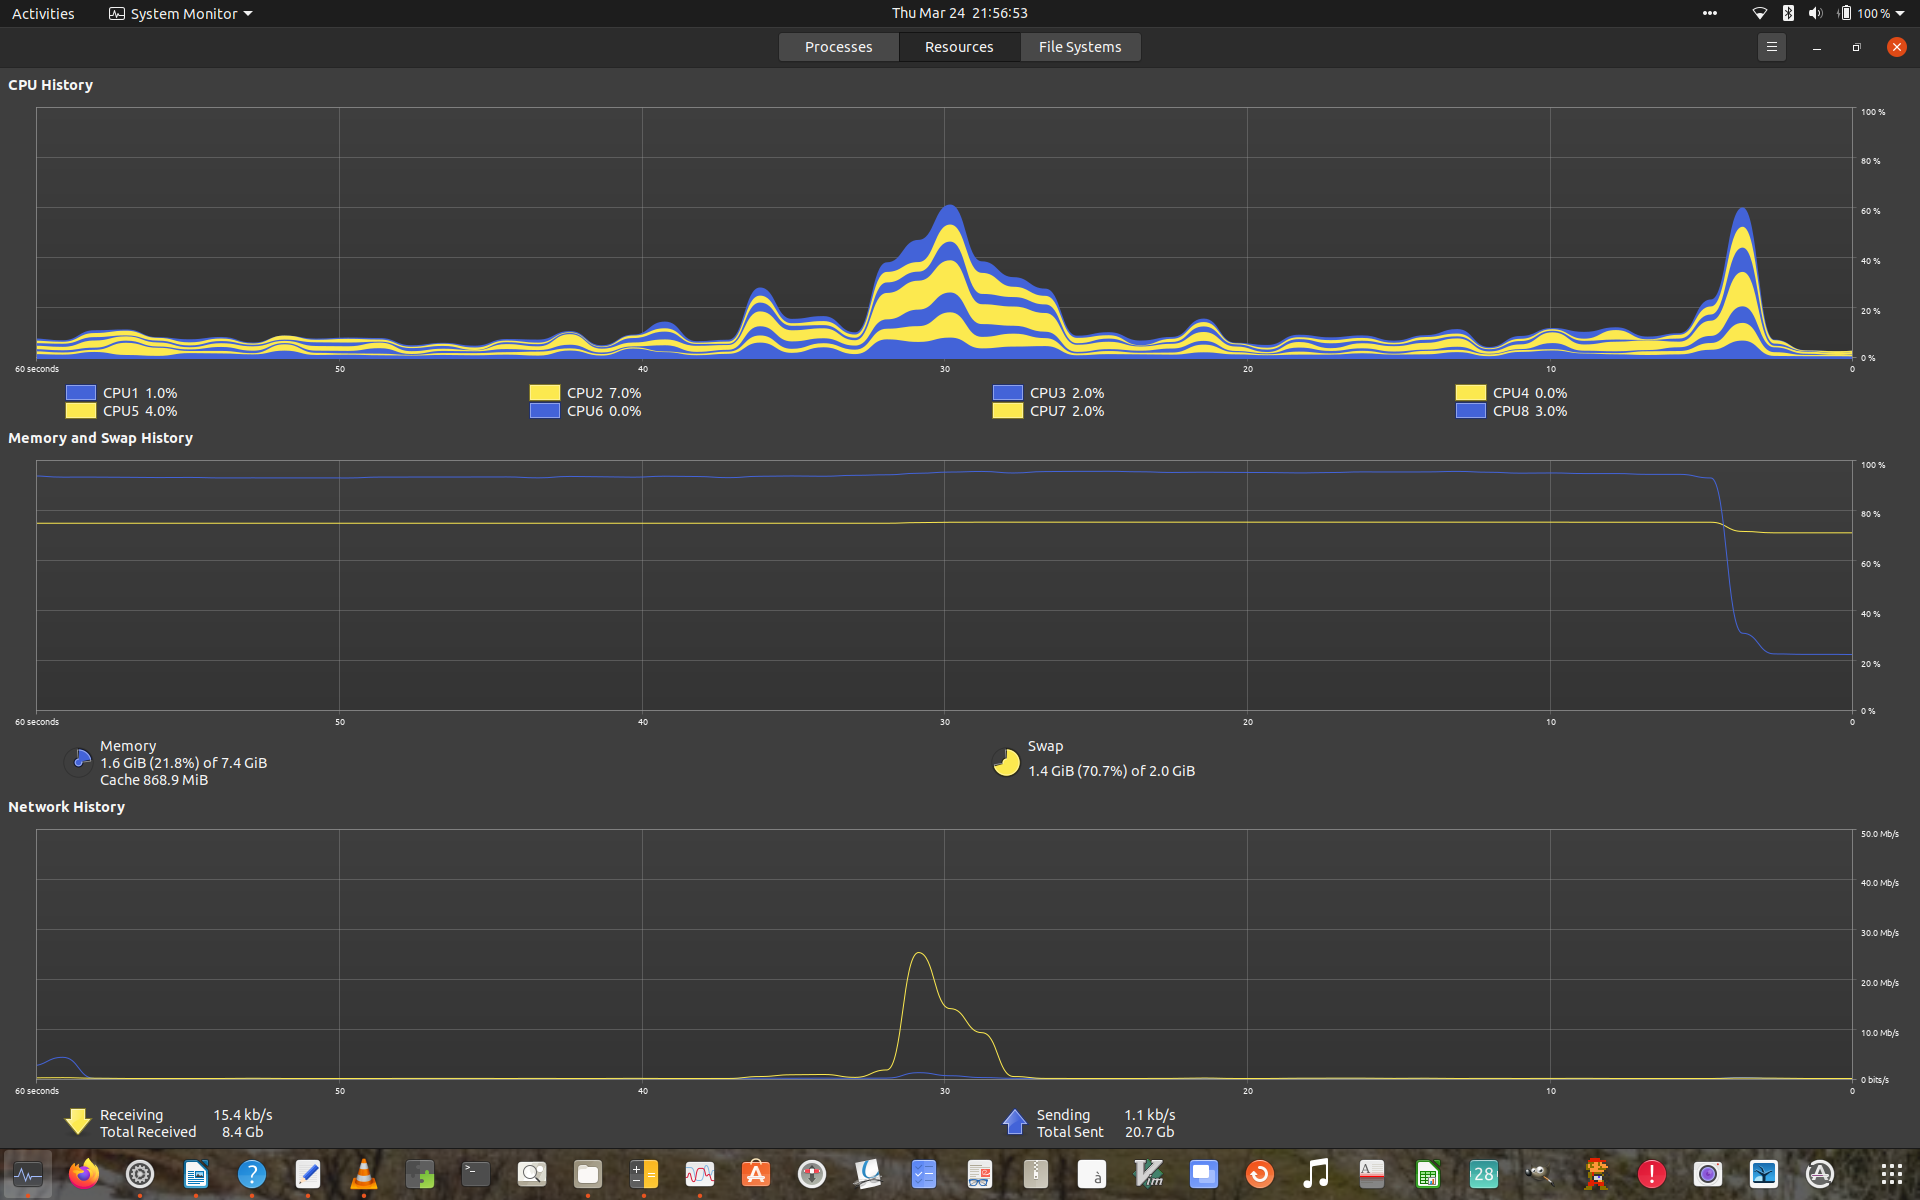 Activities System Monitor Thu Mar 24 21:56:53 100 %
Processes Resources File Systems
CPU History
100 %
80 %
60 %
40 %
20 %
0 %
60 seconds 50 40 30 20 10 0
CPU1 1.0% CPU2 7.0% CPU3 2.0% CPU4 0.0%
CPU5 4.0% CPU6 0.0% CPU7 2.0% CPU8 3.0%
Memory and Swap History
100 %
80 %
60 %
40 %
20 %
0 %
60 seconds 50 40 30 20 10 0
Memory
1.6 GiB (21.8%) of 7.4 GiB
Cache 868.9 MiB
Swap
1.4 GiB (70.7%) of 2.0 GiB
Network History
50.0 Mb/s
40.0 Mb/s
30.0 Mb/s
20.0 Mb/s
10.0 Mb/s
0 bits/s
60 seconds 50 40 30 20 10 0
Receiving 15.4 kb/s
Total Received 8.4 Gb
Sending 1.1 kb/s
Total Sent 20.7 Gb
? >_ A à Vim A 28 !